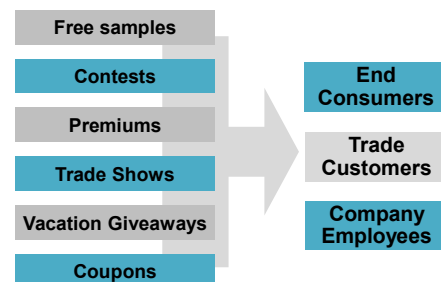 Free samples
Contests
Premiums
Trade Shows
Vacation Giveaways
Coupons
End
Consumers
Trade
Customers
Company
Employees